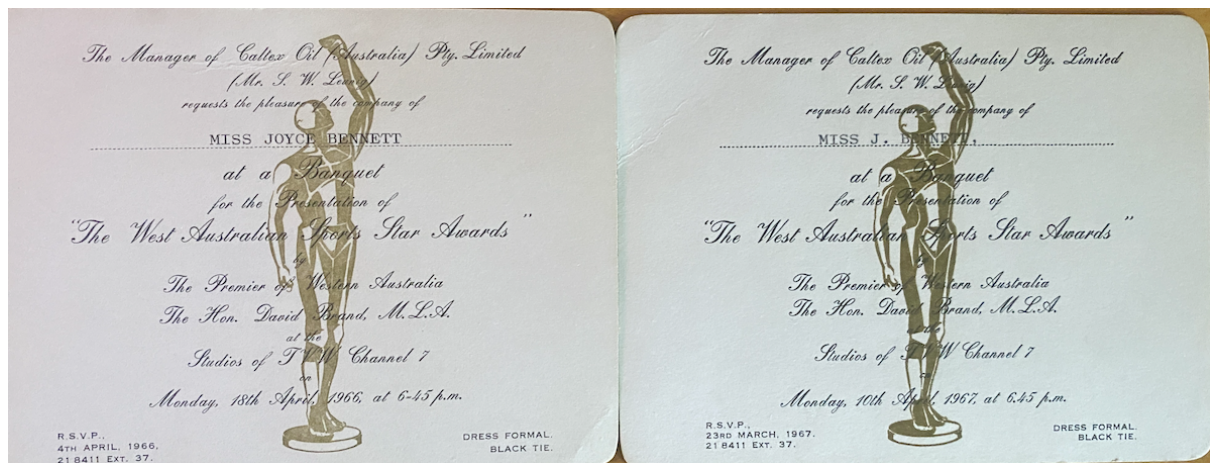 The Manager of Caltex Oil (Australia) Pty. Limited
(Mr. S. W. Lennig)
requests the pleasure of the company of
MISS JOYCE BENNETT
at a Banquet
for the Presentation of
"The West Australian Sports Star Awards"
by
The Premier of Western Australia
The Hon. David Brand, M.L.A.
at the
Studios of TVW Channel 7
on
Monday, 18th April, 1966, at 6-45 p.m.
R.S.V.P.,
4TH APRIL, 1966,
21 8411 EXT. 37.
DRESS FORMAL.
BLACK TIE.
The Manager of Caltex Oil (Australia) Pty. Limited
(Mr. S. W. Lennig)
requests the pleasure of the company of
MISS J. BENNETT,
at a Banquet
for the Presentation of
"The West Australian Sports Star Awards"
by
The Premier of Western Australia
The Hon. David Brand, M.L.A.
at the
Studios of TVW Channel 7
on
Monday, 10th April, 1967, at 6.45 p.m.
R.S.V.P.,
23RD MARCH, 1967.
21 8411 EXT. 37.
DRESS FORMAL.
BLACK TIE.